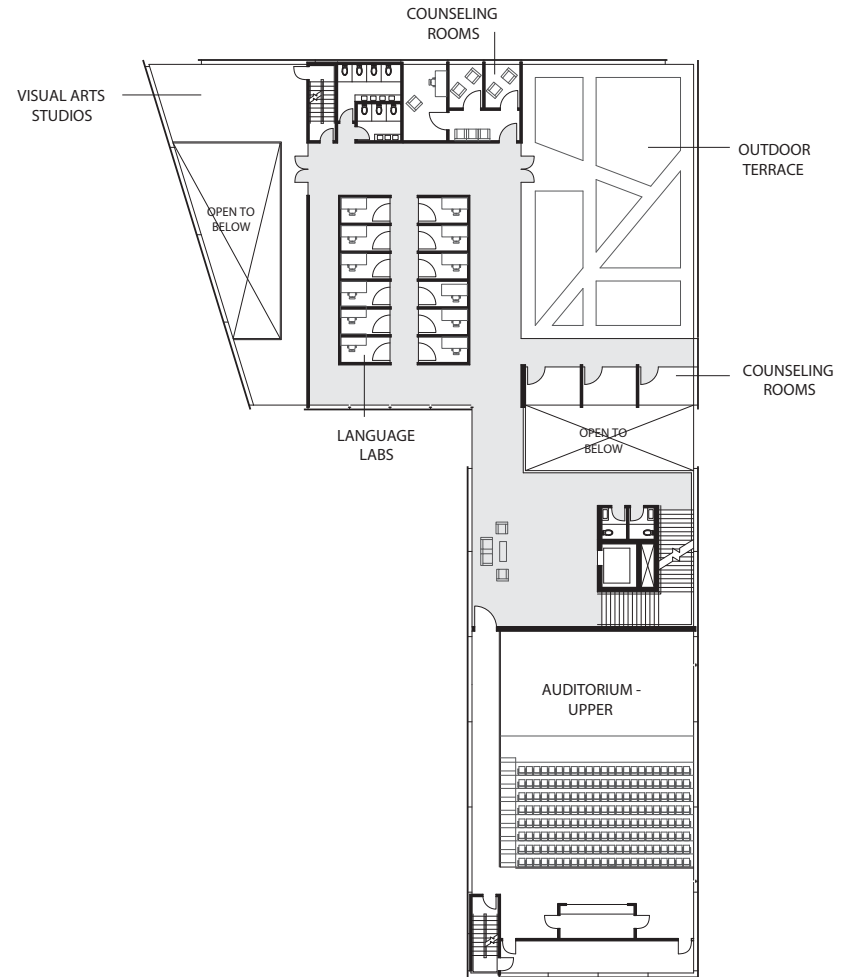 COUNSELING
ROOMS
VISUAL ARTS
STUDIOS
OUTDOOR
TERRACE
OPEN TO
BELOW
COUNSELING
ROOMS
LANGUAGE
LABS
OPEN TO
BELOW
AUDITORIUM -
UPPER